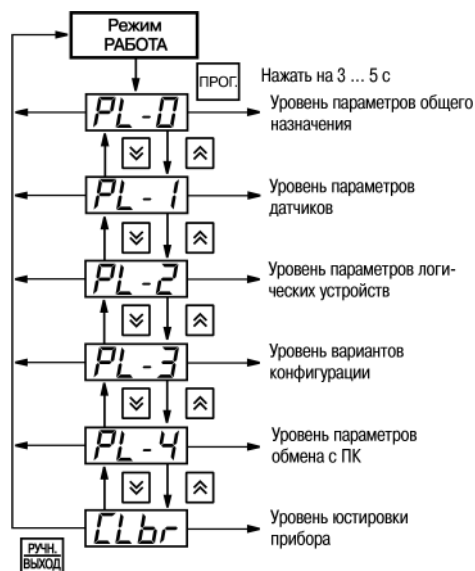 Режим
РАБОТА
ПРОГ.
Нажать на 3 ... 5 с
PL-0
Уровень параметров общего
назначения
PL-1
Уровень параметров
датчиков
PL-2
Уровень параметров логи-
ческих устройств
PL-3
Уровень вариантов
конфигурации
PL-4
Уровень параметров
обмена с ПК
CLbr
Уровень юстировки
прибора
РУЧН.
ВЫХОД